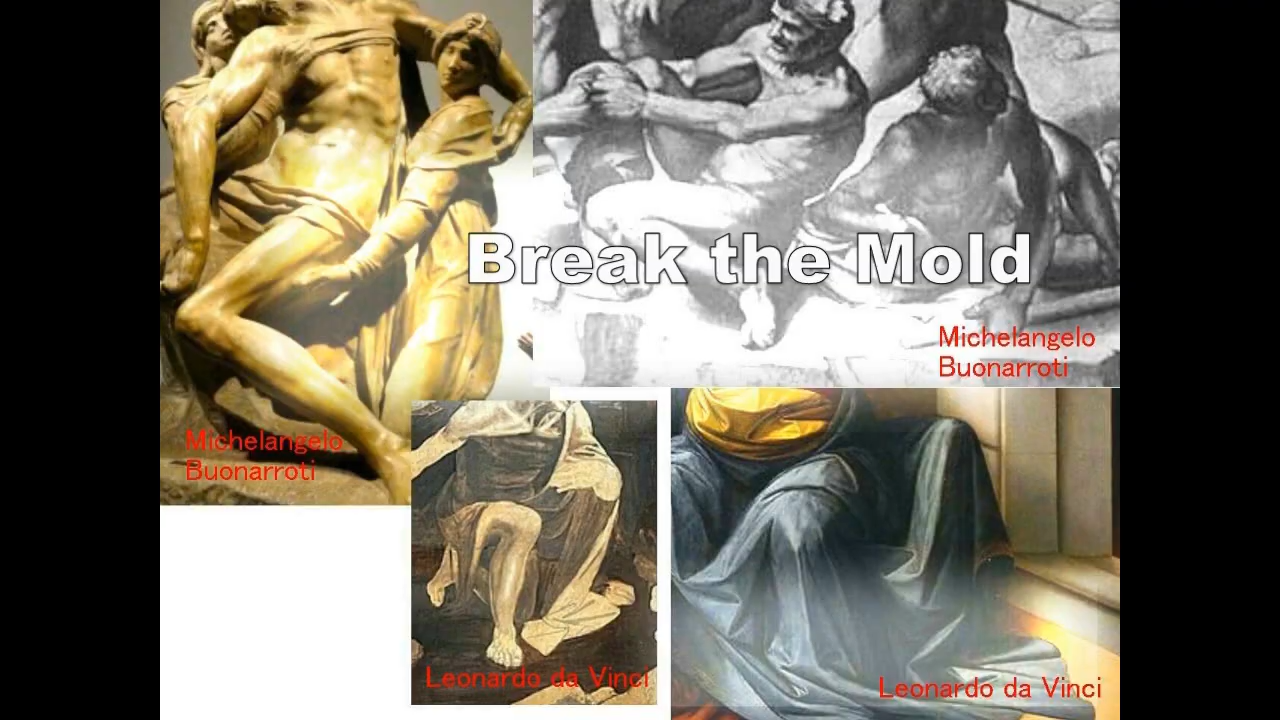 Break the Mold
Michelangelo
Buonarroti
Michelangelo
Buonarroti
Leonardo da Vinci
Leonardo da Vinci